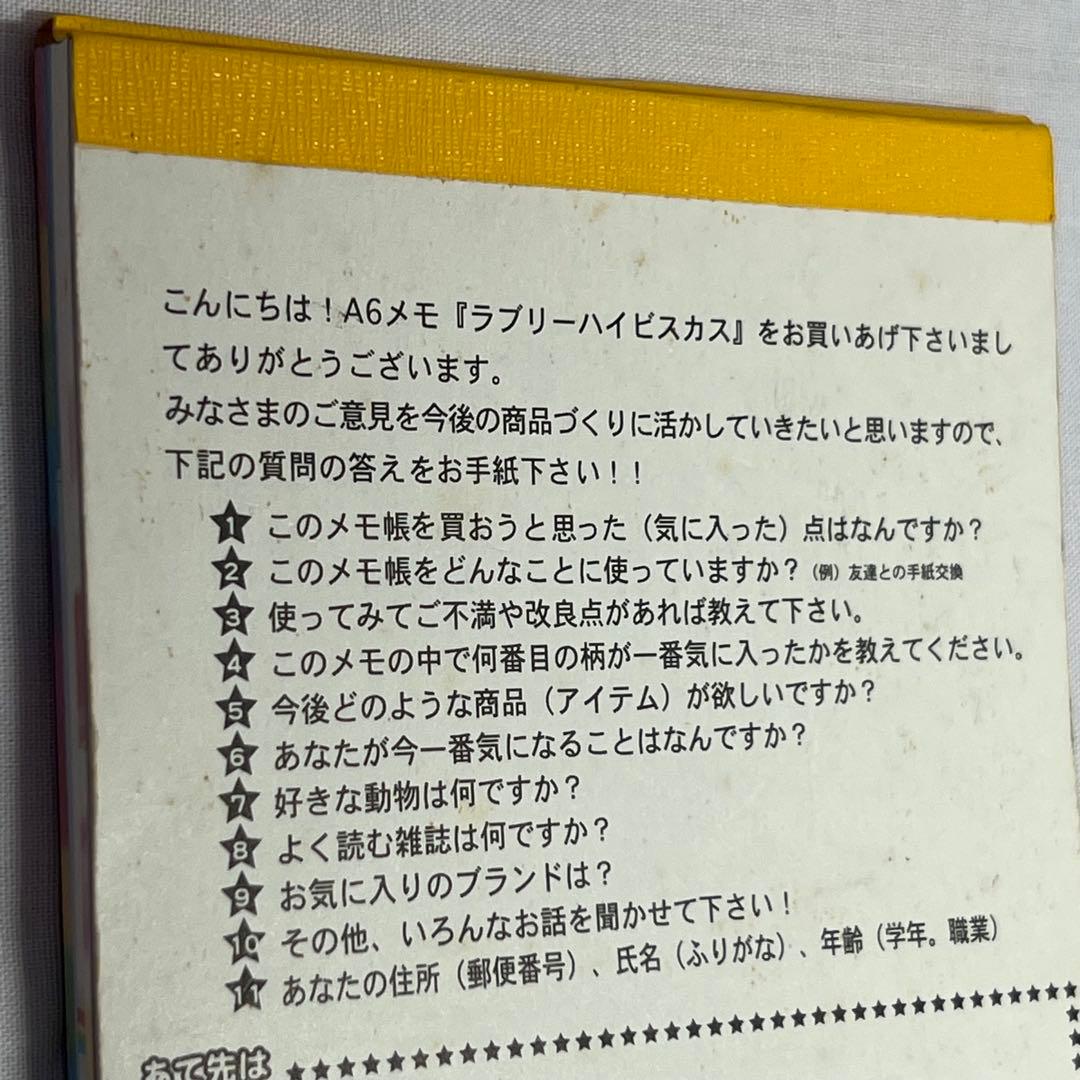 こんにちは！A6メモ『ラブリーハイビスカス』をお買いあげ下さいまし
てありがとうございます。
みなさまのご意見を今後の商品づくりに活かしていきたいと思いますので、
下記の質問の答えをお手紙下さい！！
1 このメモ帳を買おうと思った（気に入った）点はなんですか？
2 このメモ帳をどんなことに使っていますか？（例）友達との手紙交換
3 使ってみてご不満や改良点があれば教えて下さい。
4 このメモの中で何番目の柄が一番気に入ったかを教えてください。
5 今後どのような商品（アイテム）が欲しいですか？
6 あなたが今一番気になることはなんですか？
7 好きな動物は何ですか？
8 よく読む雑誌は何ですか？
9 お気に入りのブランドは？
10 その他、いろんなお話を聞かせて下さい！
11 あなたの住所（郵便番号）、氏名（ふりがな）、年齢（学年。職業）
あて先は